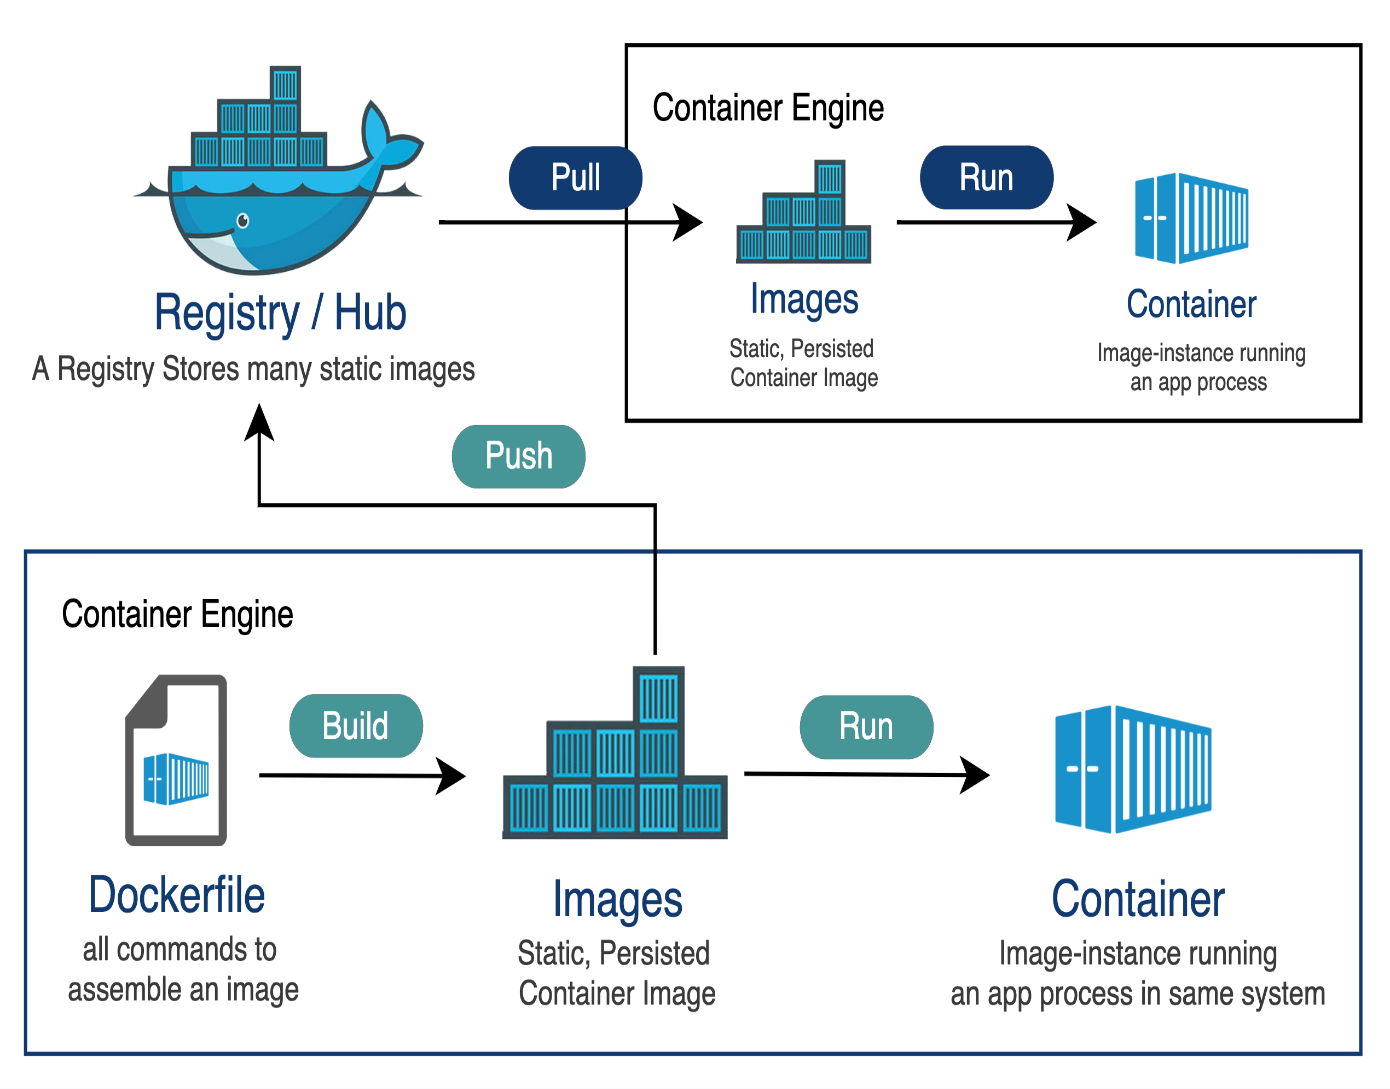 Container Engine
Pull
Run
Images
Static, Persisted
Container Image
Container
Image-instance running
an app process
Registry / Hub
A Registry Stores many static images
Push
Container Engine
Build
Run
Dockerfile
all commands to
assemble an image
Images
Static, Persisted
Container Image
Container
Image-instance running
an app process in same system